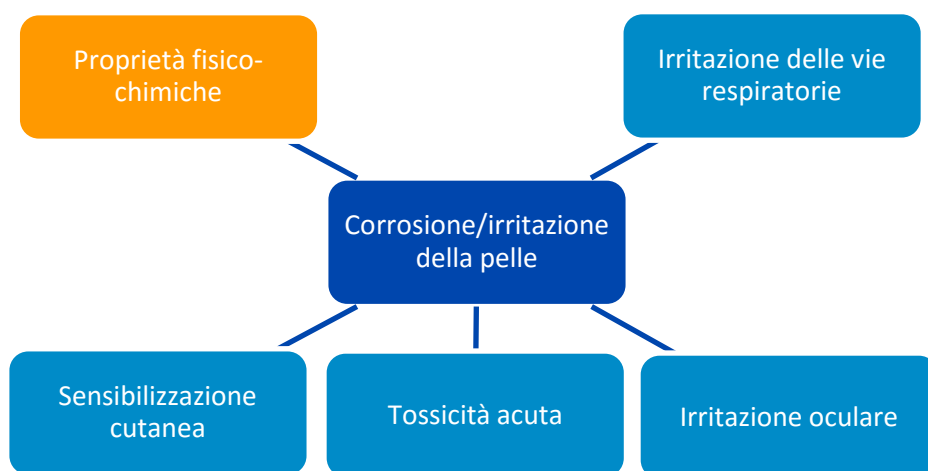 Proprietà fisico-
chimiche
Irritazione delle vie
respiratorie
Corrosione/irritazione
della pelle
Sensibilizzazione
cutanea
Tossicità acuta
Irritazione oculare